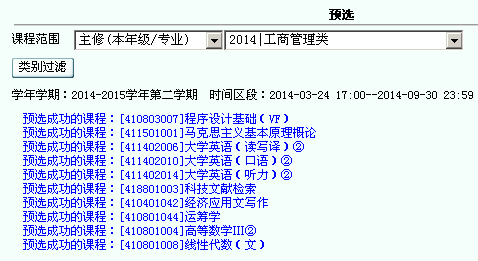 预选
课程范围 主修(本年级/专业) 2014|工商管理类
类别过滤
学年学期：2014-2015学年第二学期 时间区段：2014-03-24 17:00--2014-09-30 23:59
预选成功的课程：[410803007]程序设计基础（VF）
预选成功的课程：[411501001]马克思主义基本原理概论
预选成功的课程：[411402006]大学英语（读写译）②
预选成功的课程：[411402010]大学英语（口语）②
预选成功的课程：[411402014]大学英语（听力）②
预选成功的课程：[418801003]科技文献检索
预选成功的课程：[410401042]经济应用文写作
预选成功的课程：[410801044]运筹学
预选成功的课程：[410801004]高等数学III②
预选成功的课程：[410801008]线性代数（文）